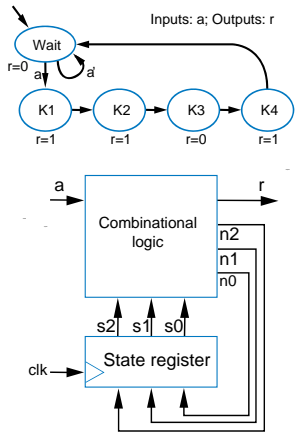 Inputs: a; Outputs: r
Wait
r=0
a
a'
K1
K2
K3
K4
r=1
r=1
r=0
r=1
a
r
Combinational
logic
n2
n1
n0
s2
s1
s0
clk
State register